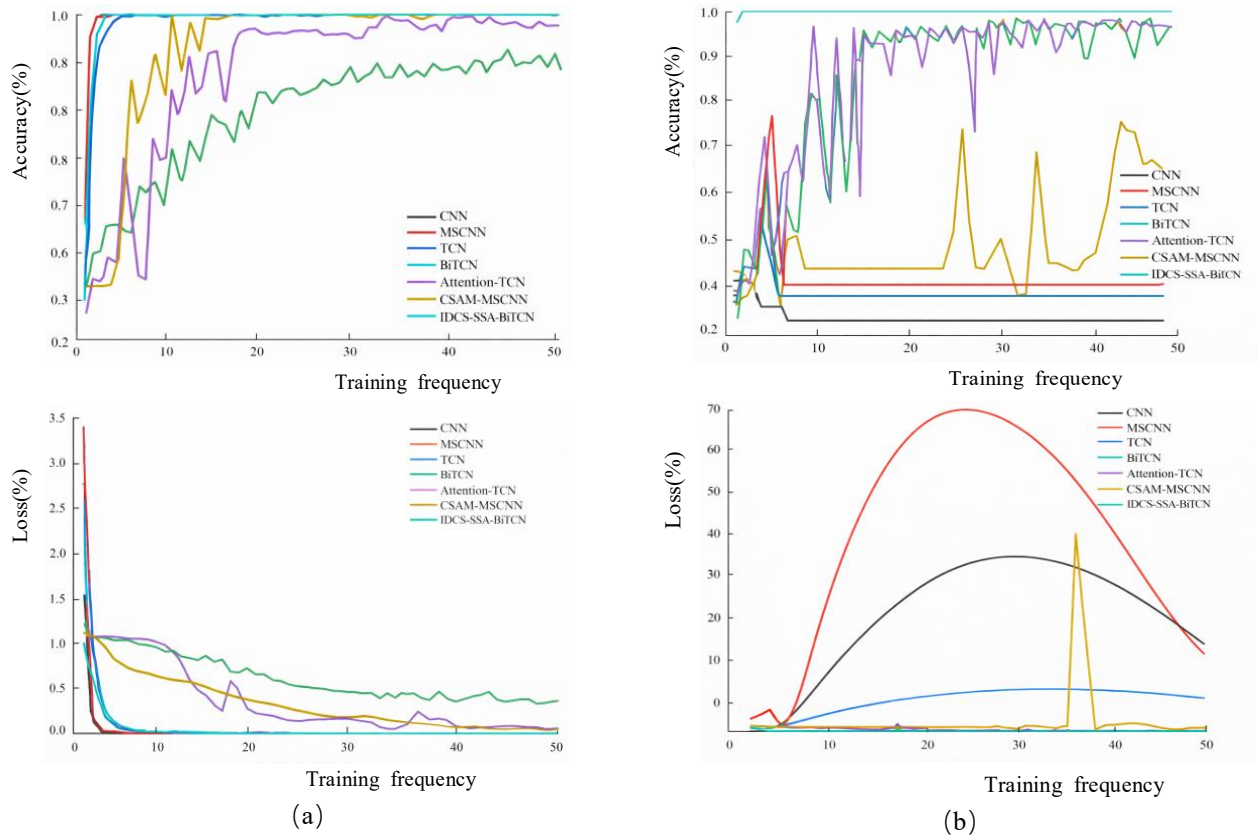 Accuracy(%)
1.0
0.8
0.8
0.8
0.7
0.6
0.3
0.2
0
10
20
30
40
50
CNN
MSCNN
TCN
BiTCN
Attention-TCN
CSAM-MSCNN
IDCS-SSA-BiTCN
Training frequency
Accuracy(%)
1.0
0.9
0.8
0.7
0.6
0.5
0.4
0.2
0
10
20
30
40
50
CNN
MSCNN
TCN
BiTCN
Attention-TCN
CSAM-MSCNN
IDCS-SSA-BiTCN
Training frequency
Loss(%)
3.5
3.0
2.5
2.0
1.5
3.0
1.0
0.5
0.0
0
10
20
30
40
50
CNN
MSCNN
TCN
BiTCN
Attention-TCN
CSAM-MSCNN
IDCS-SSA-BiTCN
Training frequency
(a)
Loss(%)
70
60
50
40
30
20
10
0
0
10
20
30
40
50
CNN
MSCNN
TCN
BiTCN
Attention-TCN
CSAM-MSCNN
IDCS-SSA-BiTCN
Training frequency
(b)